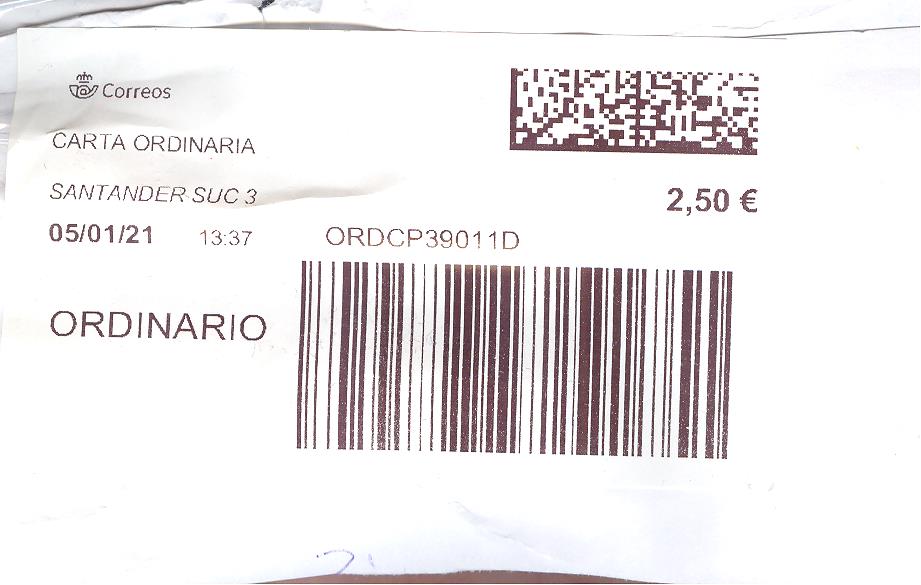 Correos
CARTA ORDINARIA
SANTANDER SUC 3
2,50 €
05/01/21 13:37 ORDCP39011D
ORDINARIO